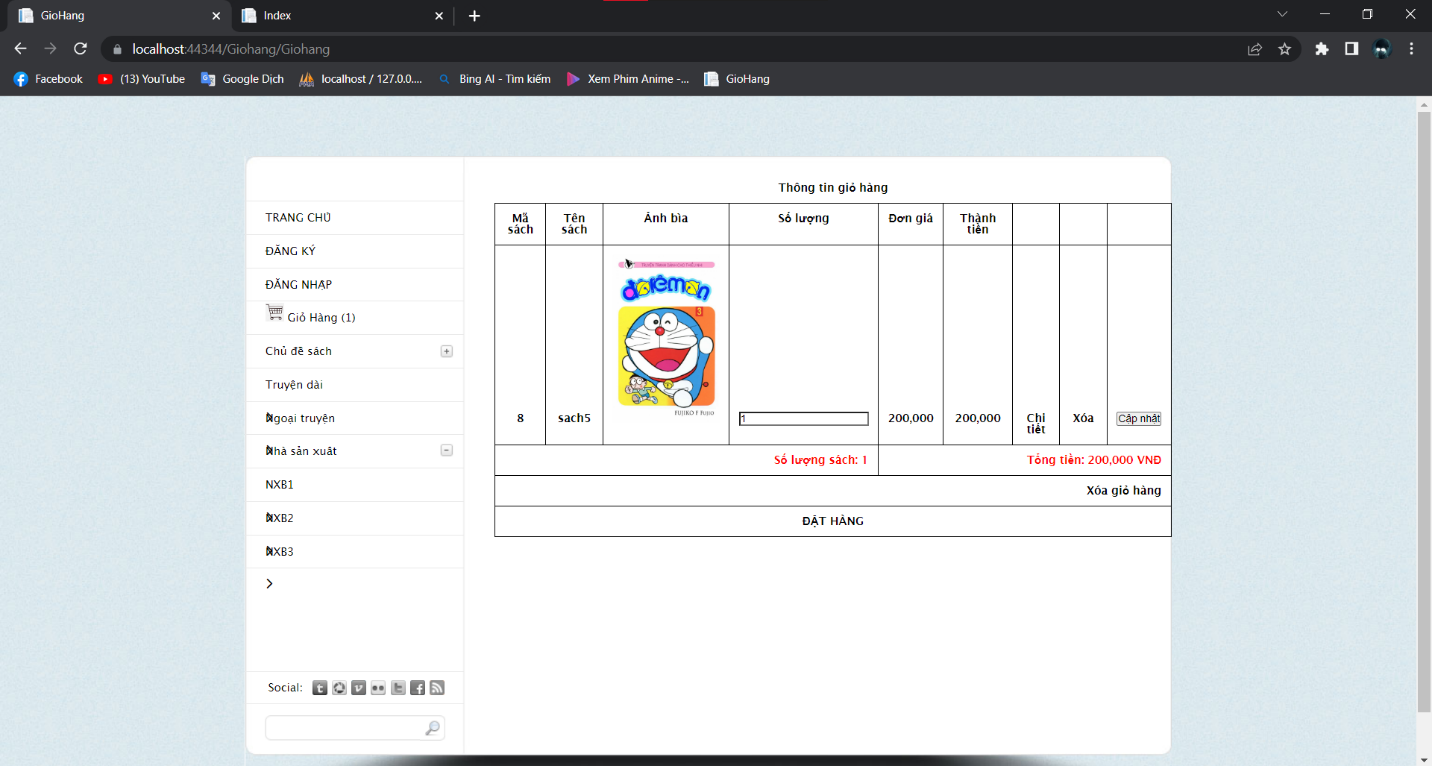 GioHang
Index
localhost:44344/Giohang/Giohang
Facebook
(13) YouTube
Google Dịch
localhost / 127.0.0....
Bing AI - Tìm kiếm
Xem Phim Anime -...
GioHang
TRANG CHỦ
ĐĂNG KÝ
ĐĂNG NHẬP
Giỏ Hàng (1)
Chủ đề sách
Truyện dài
Ngoại truyện
Nhà sản xuất
NXB1
NXB2
NXB3
Social:
Thông tin giỏ hàng
Mã sách
Tên sách
Ảnh bìa
Số lượng
Đơn giá
Thành tiền
8
sach5
đôrêmon
3
FUJIKO F FUJIO
1
200,000
200,000
Chi tiết
Xóa
Cập nhật
Số lượng sách: 1
Tổng tiền: 200,000 VNĐ
Xóa giỏ hàng
ĐẶT HÀNG